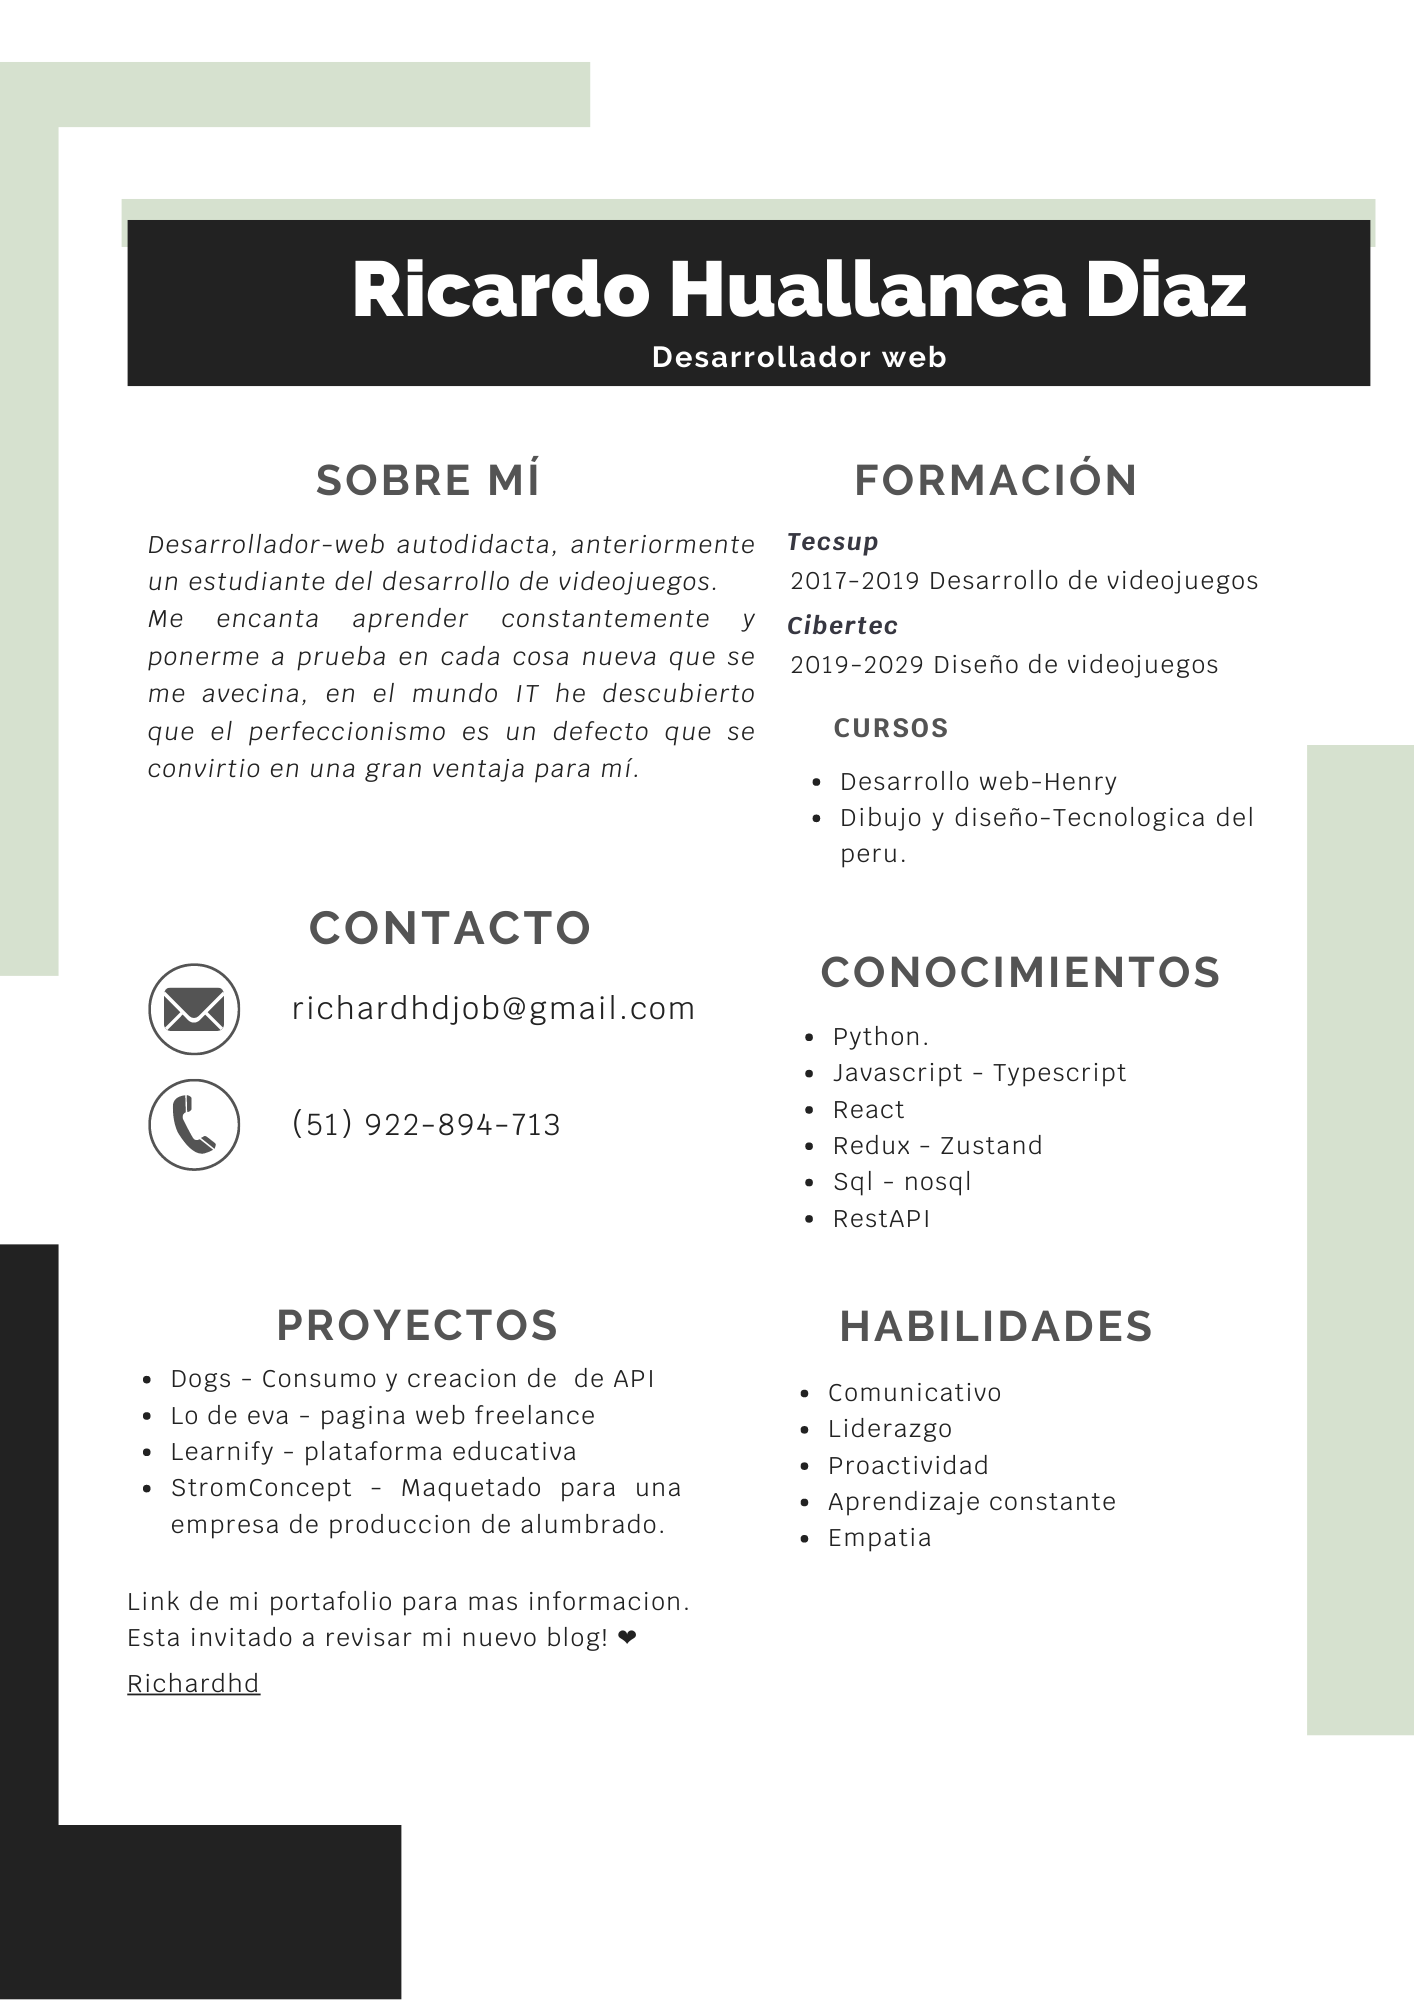 Ricardo Huallanca Diaz
Desarrollador web
SOBRE MÍ
Desarrollador-web autodidacta, anteriormente
un estudiante del desarrollo de videojuegos.
Me encanta aprender constantemente y
ponerme a prueba en cada cosa nueva que se
me avecina, en el mundo IT he descubierto
que el perfeccionismo es un defecto que se
convirtio en una gran ventaja para mí.
CONTACTO
richardhdjob@gmail.com
(51) 922-894-713
PROYECTOS
• Dogs - Consumo y creacion de  de API
• Lo de eva - pagina web freelance
• Learnify - plataforma educativa
• StromConcept - Maquetado para una
empresa de produccion de alumbrado.
Link de mi portafolio para mas informacion.
Esta invitado a revisar mi nuevo blog! ❤
Richardhd
FORMACIÓN
Tecsup
2017-2019 Desarrollo de videojuegos
Cibertec
2019-2029 Diseño de videojuegos
CURSOS
• Desarrollo web-Henry
• Dibujo y diseño-Tecnologica del
peru.
CONOCIMIENTOS
• Python.
• Javascript - Typescript
• React
• Redux - Zustand
• Sql - nosql
• RestAPI
HABILIDADES
• Comunicativo
• Liderazgo
• Proactividad
• Aprendizaje constante
• Empatia